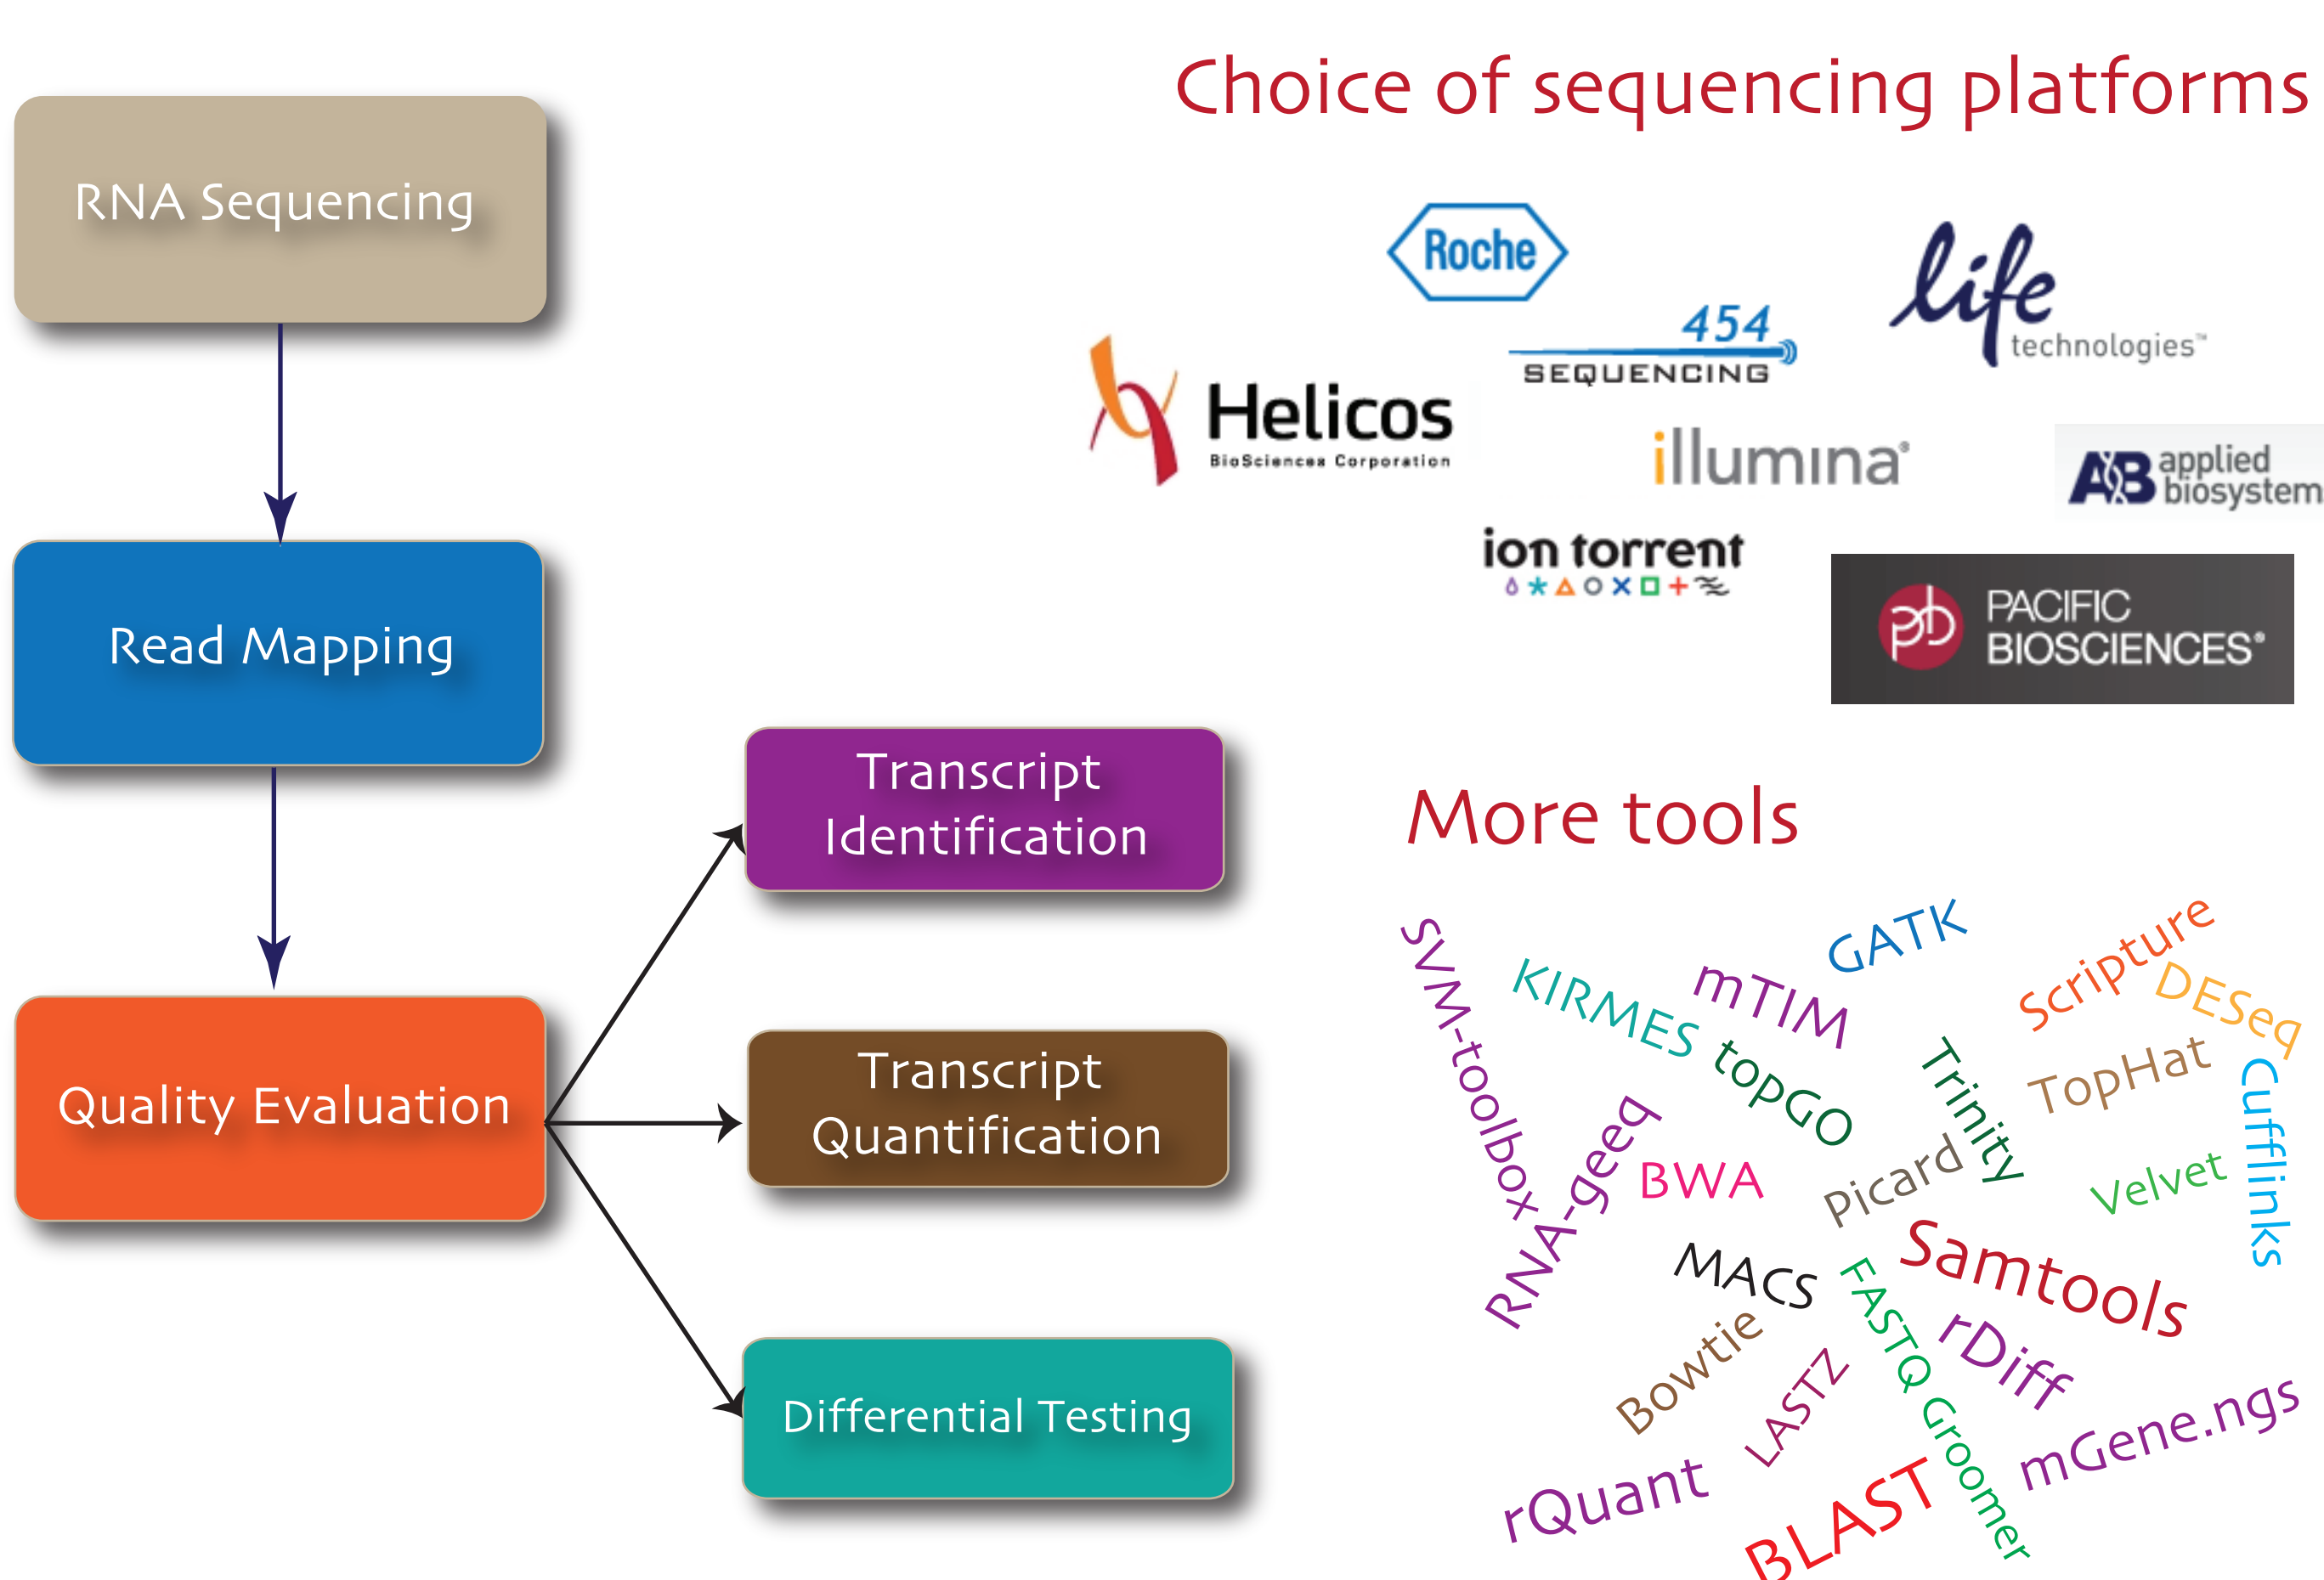 Choice of sequencing platforms
RNA Sequencing
Roche
454
SEQUENCING
life
technologies™
Helicos
BioSciences Corporation
illumina®
A&B applied
biosystem
ion torrent
PACIFIC
BIOSCIENCES®
pb
Read Mapping
Transcript
Identification
More tools
Quality Evaluation
Transcript
Quantification
Differential Testing
SVM-toolbox
KIRMES
mTIM
GATK
Scripture
DESeq
topGO
Trinity
TopHat
Cufflinks
RNA-geeq
BWA
Picard
Velvet
MACS
Samtools
FASTQ Groomer
Bowtie
LASTZ
rDiff
mGene.ngs
rQuant
BLAST